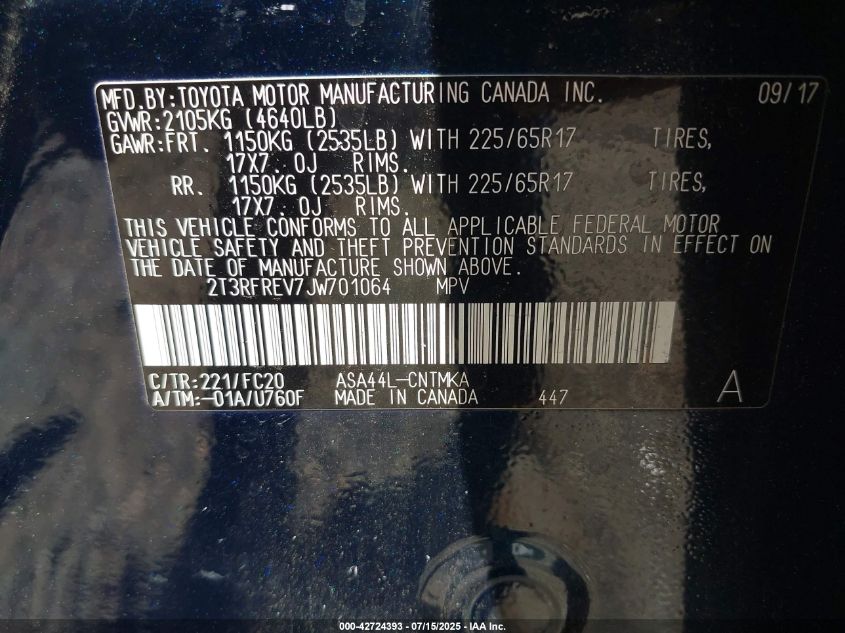 MFD.BY:TOYOTA MOTOR MANUFACTURING CANADA INC. 09/17
GVWR:2105KG (4640LB)
GAWR:FRT. 1150KG (2535LB) WITH 225/65R17 TIRES,
17X7. 0J RIMS.
RR. 1150KG (2535LB) WITH 225/65R17 TIRES,
17X7. 0J RIMS.
THIS VEHICLE CONFORMS TO ALL APPLICABLE FEDERAL MOTOR
VEHICLE SAFETY AND THEFT PREVENTION STANDARDS IN EFFECT ON
THE DATE OF MANUFACTURE SHOWN ABOVE.
2T3RFREV7JW701064 MPV
C/TR:221/FC20 ASA44L-CNTMKA
A/TM:-01A/U760F MADE IN CANADA 447 A
000-42724393 - 07/15/2025 - IAA Inc.